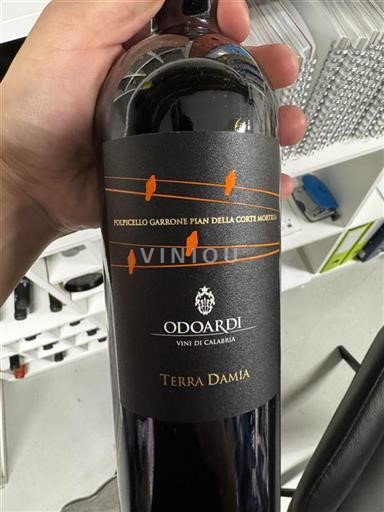 POLPICELLO GARRONE PIAN DELLA CORTE MORTILLA
VINIOU
ODOARDI
VINI DI CALABRIA
TERRA DAMIA